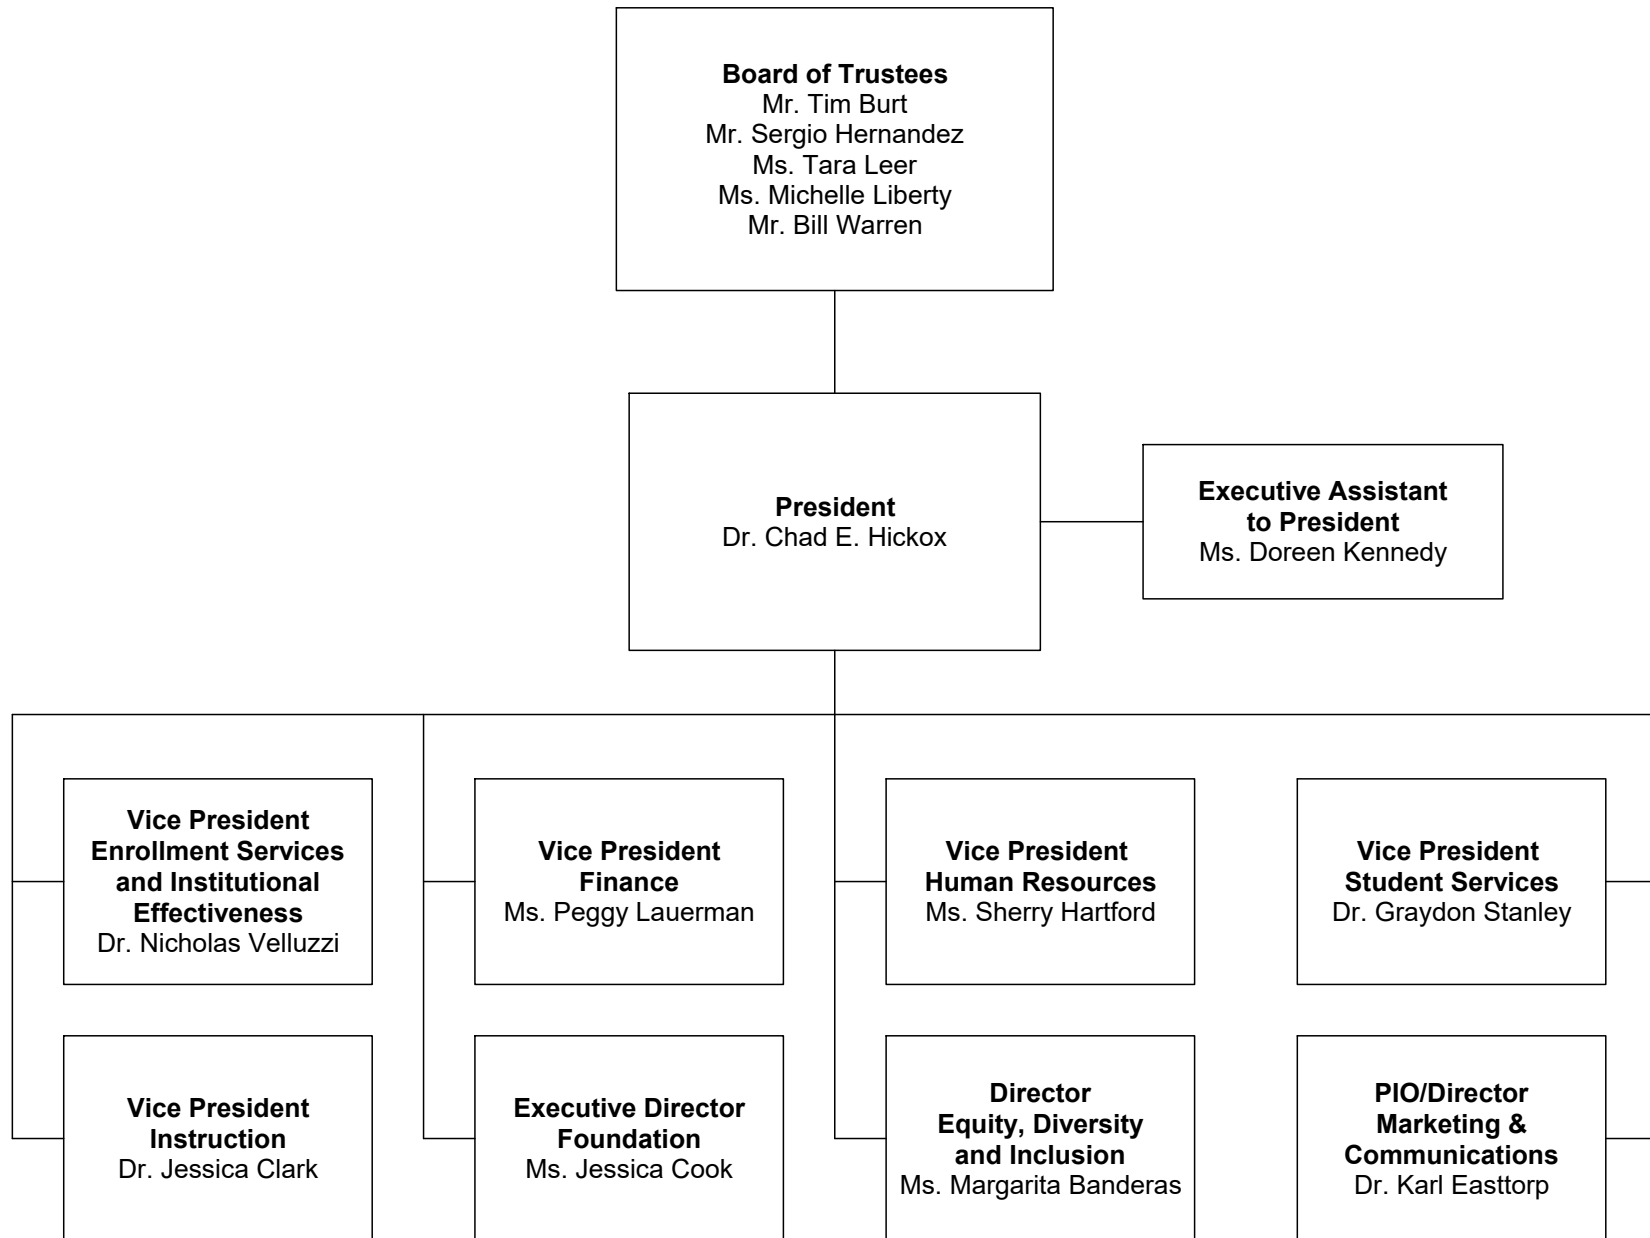 Board of Trustees
Mr. Tim Burt
Mr. Sergio Hernandez
Ms. Tara Leer
Ms. Michelle Liberty
Mr. Bill Warren
President
Dr. Chad E. Hickox
Executive Assistant
to President
Ms. Doreen Kennedy
Vice President
Enrollment Services
and Institutional
Effectiveness
Dr. Nicholas Velluzzi
Vice President
Finance
Ms. Peggy Lauerman
Vice President
Human Resources
Ms. Sherry Hartford
Vice President
Student Services
Dr. Graydon Stanley
Vice President
Instruction
Dr. Jessica Clark
Executive Director
Foundation
Ms. Jessica Cook
Director
Equity, Diversity
and Inclusion
Ms. Margarita Banderas
PIO/Director
Marketing &
Communications
Dr. Karl Easttorp